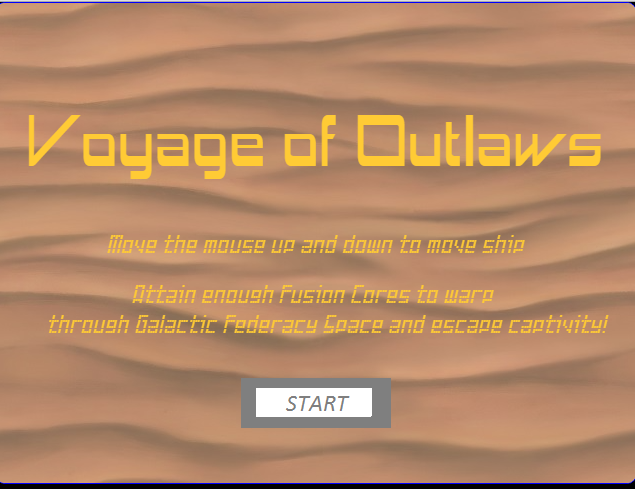 Voyage of Outlaws
Move the mouse up and down to move ship
Attain enough Fusion Cores to warp
through Galactic Federacy Space and escape captivity!
START